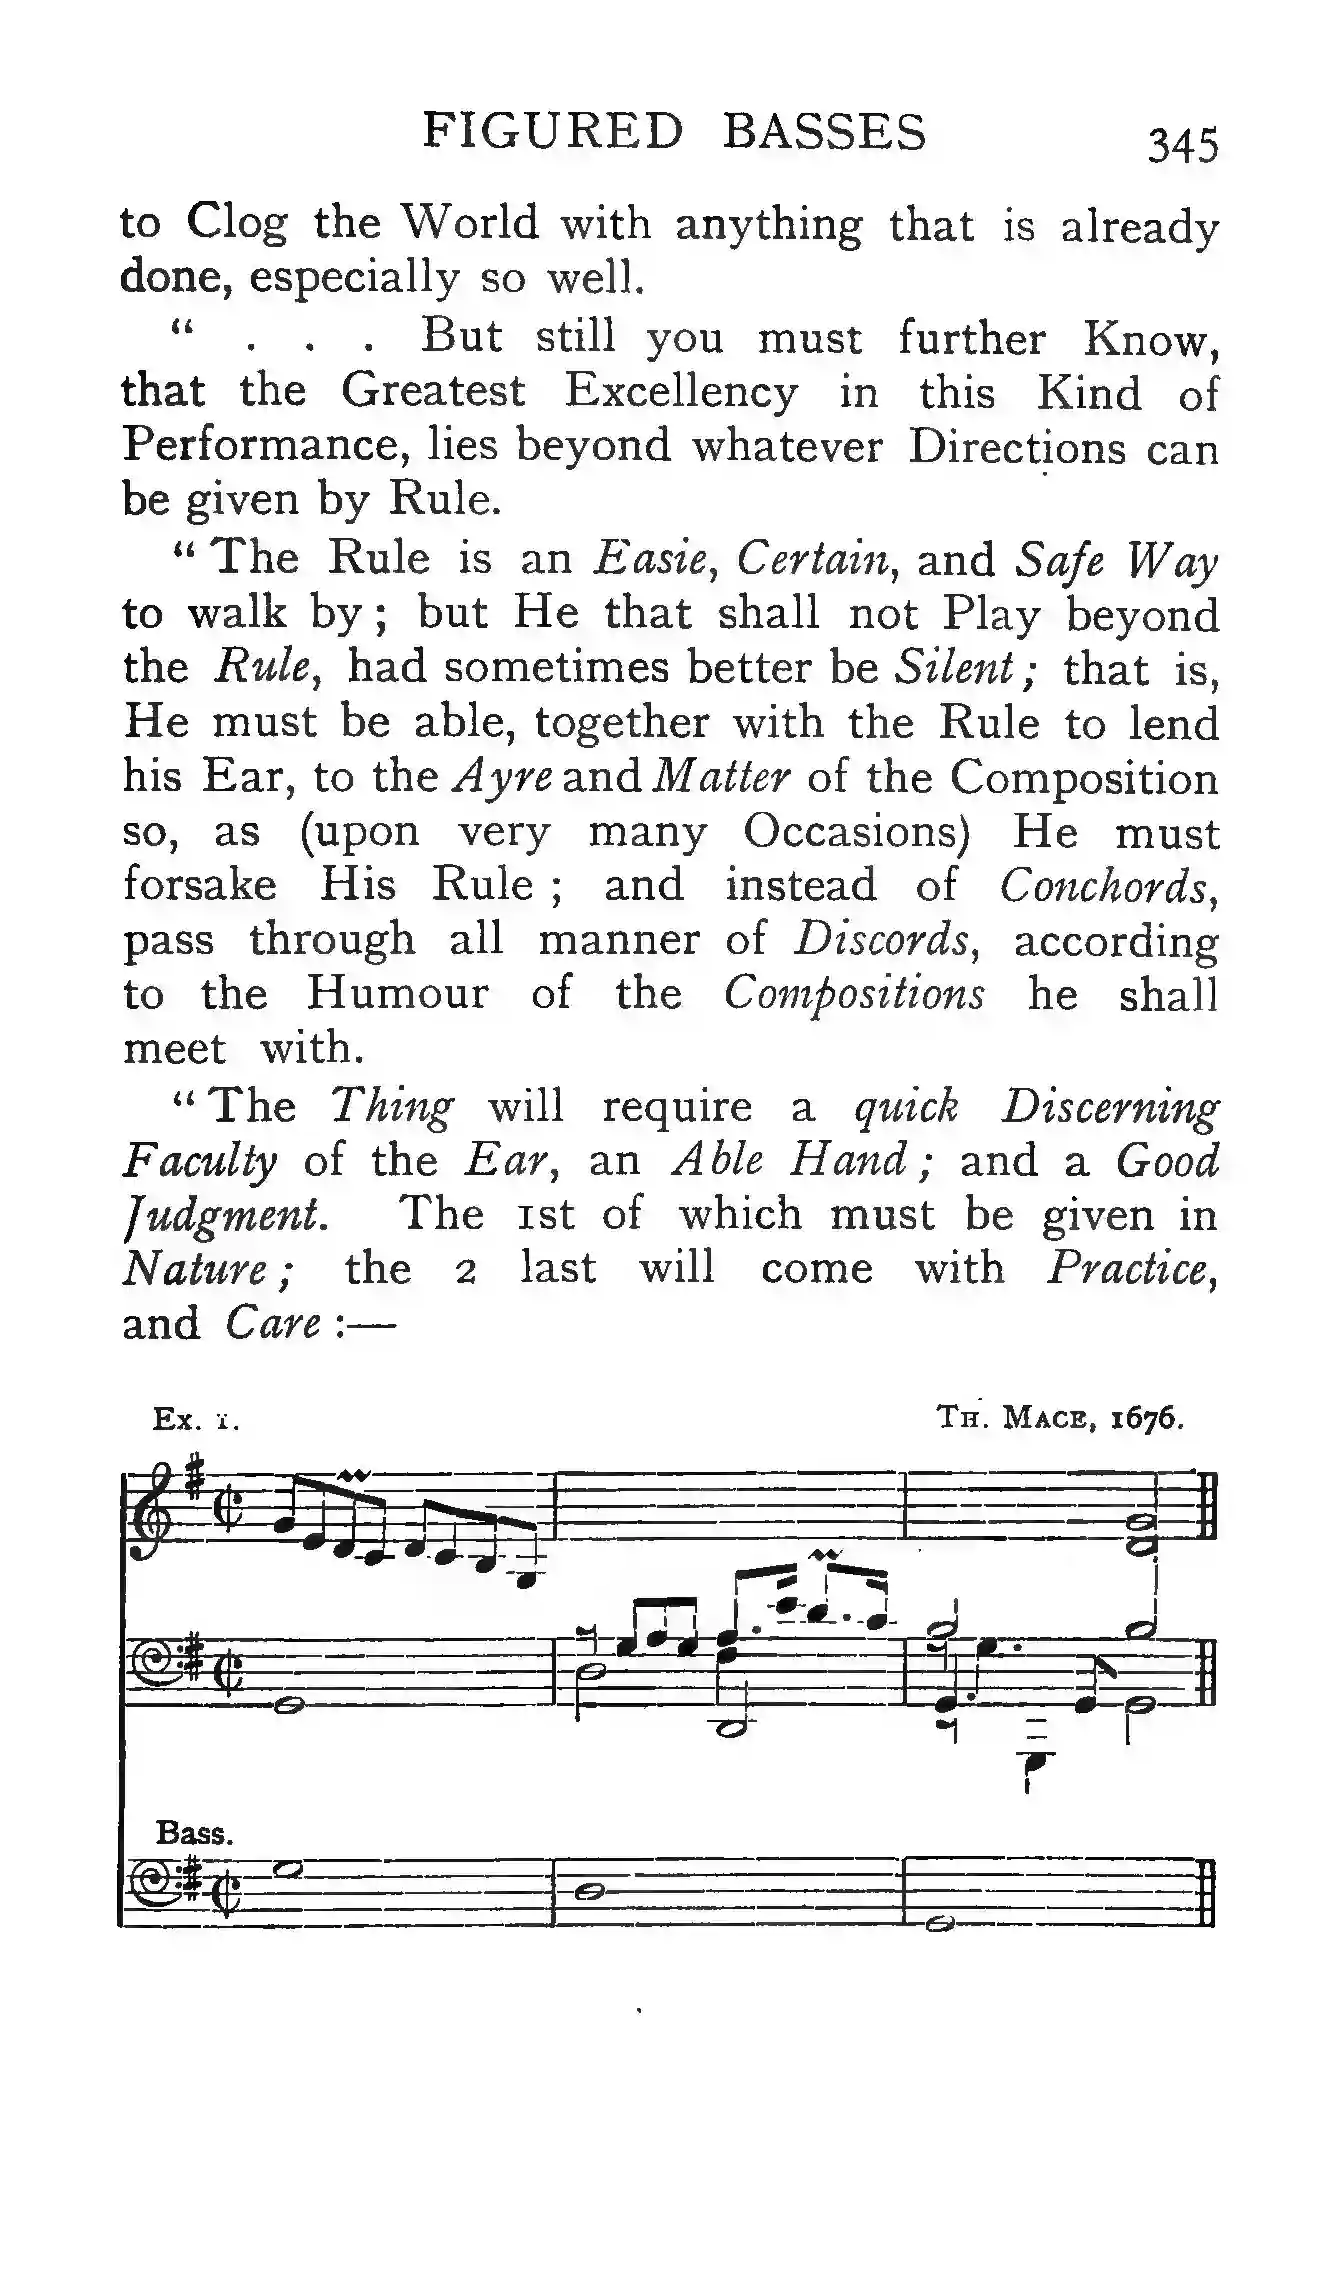 FIGURED BASSES 345
to Clog the World with anything that is already
done, especially so well.
“ . . . But still you must further Know,
that the Greatest Excellency in this Kind of
Performance, lies beyond whatever Directions can
be given by Rule.
“ The Rule is an Easie, Certain, and Safe Way
to walk by ; but He that shall not Play beyond
the Rule, had sometimes better be Silent ; that is,
He must be able, together with the Rule to lend
his Ear, to the Ayre and Matter of the Composition
so, as (upon very many Occasions) He must
forsake His Rule ; and instead of Conchords,
pass through all manner of Discords, according
to the Humour of the Compositions he shall
meet with.
“ The Thing will require a quick Discerning
Faculty of the Ear, an Able Hand ; and a Good
Judgment. The 1st of which must be given in
Nature ; the 2 last will come with Practice,
and Care :—
Ex. 1. TH. MACE, 1676.
Bass.